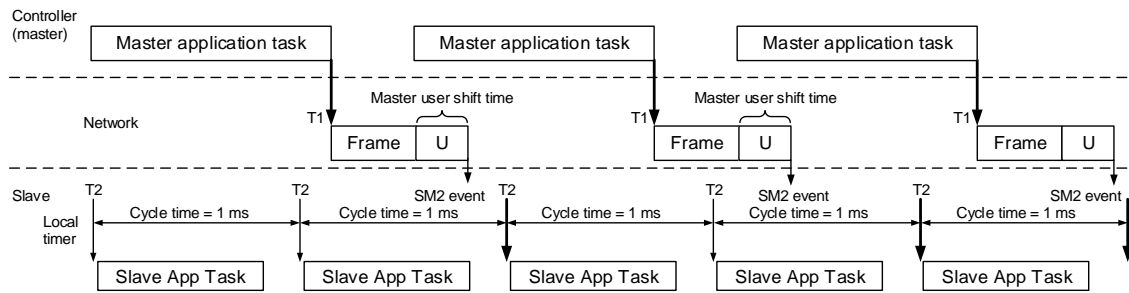 Controller
(master)
Master application task
Master application task
Master application task
Master user shift time
Master user shift time
Network
T1
T1
T1
Frame
U
Frame
U
Frame
U
Slave
T2
T2
SM2 event
T2
T2
SM2 event
T2
SM2 event
Local
timer
Cycle time = 1 ms
Cycle time = 1 ms
Cycle time = 1 ms
Cycle time = 1 ms
Cycle time = 1 ms
Slave App Task
Slave App Task
Slave App Task
Slave App Task
Slave App Task